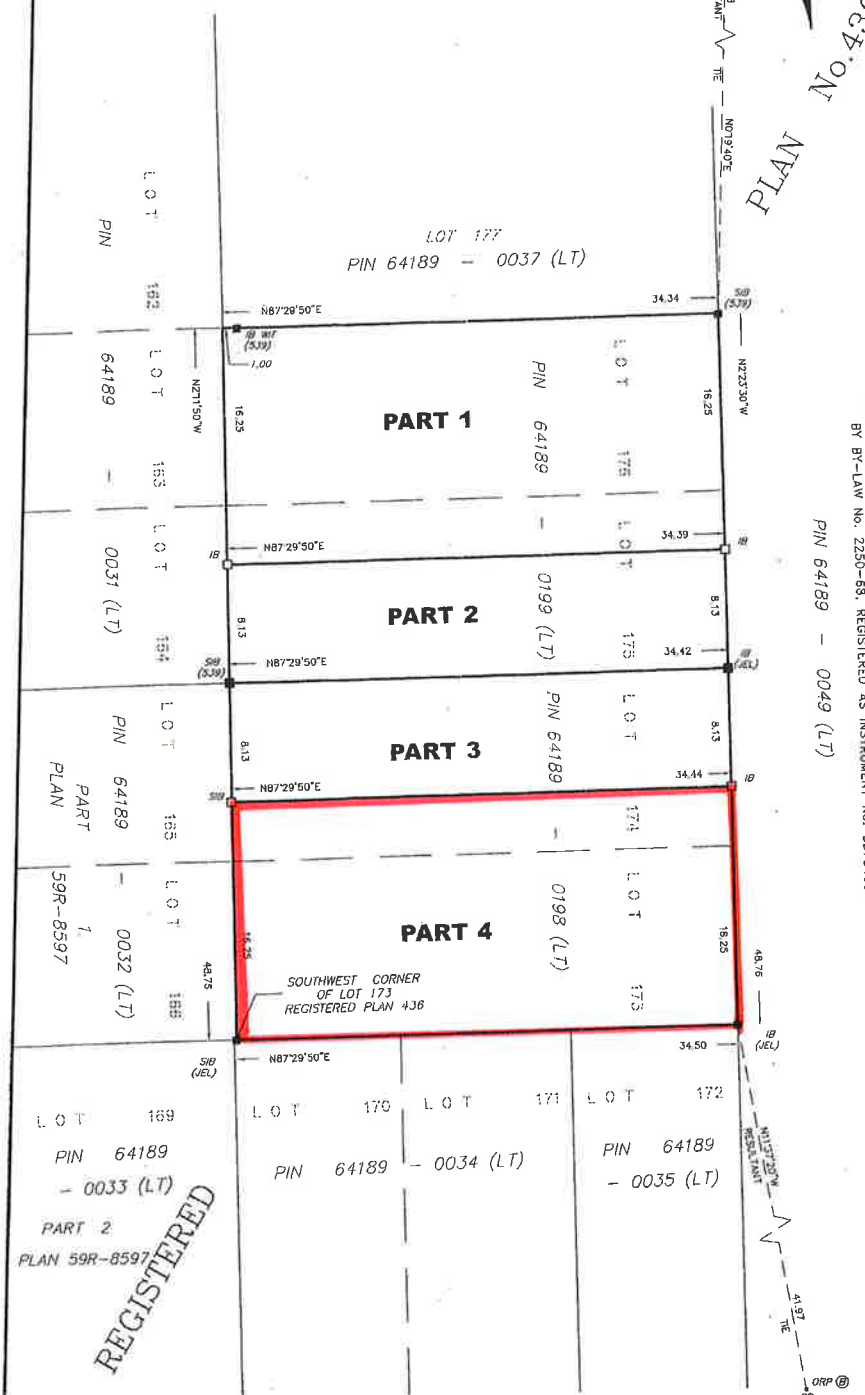 TIE
N0°19'40"E
PLAN No. 43
LOT 177
PIN 64189 - 0037 (LT)
N87°29'50"E
34.34
SIB
(539)
IB WIT
(539)
1.00
N2°11'50"W
16.25
N2°23'30"W
16.25
LOT 162
PIN
LOT 163
64189 -
LOT 164
0031 (LT)
PART 1
PIN 64189 - 0199 (LT)
LOT 176
LOT 175
IB
N87°29'50"E
34.39
IB
8.13
PART 2
8.13
SIB
(539)
N87°29'50"E
34.42
IB
(JEL)
8.13
PART 3
8.13
PIN 64189 - 0198 (LT)
LOT 174
LOT 173
SIB
N87°29'50"E
34.44
IB
LOT 165
LOT 166
PIN 64189 - 0032 (LT)
PART 1
PLAN 59R-8597
PART 4
16.25
16.25
48.75
48.76
SOUTHWEST CORNER
OF LOT 173
REGISTERED PLAN 436
SIB
(JEL)
N87°29'50"E
34.50
IB
(JEL)
PIN 64189 - 0049 (LT)
BY BY-LAW No. 2250-68, REGISTERED AS INSTRUMENT No.
LOT 169
PIN 64189
- 0033 (LT)
PART 2
PLAN 59R-8597
LOT 170
LOT 171
PIN 64189 - 0034 (LT)
LOT 172
PIN 64189
- 0035 (LT)
N11°37'20"W
RESULTANT
41.97
TIE
ORP B
REGISTERED